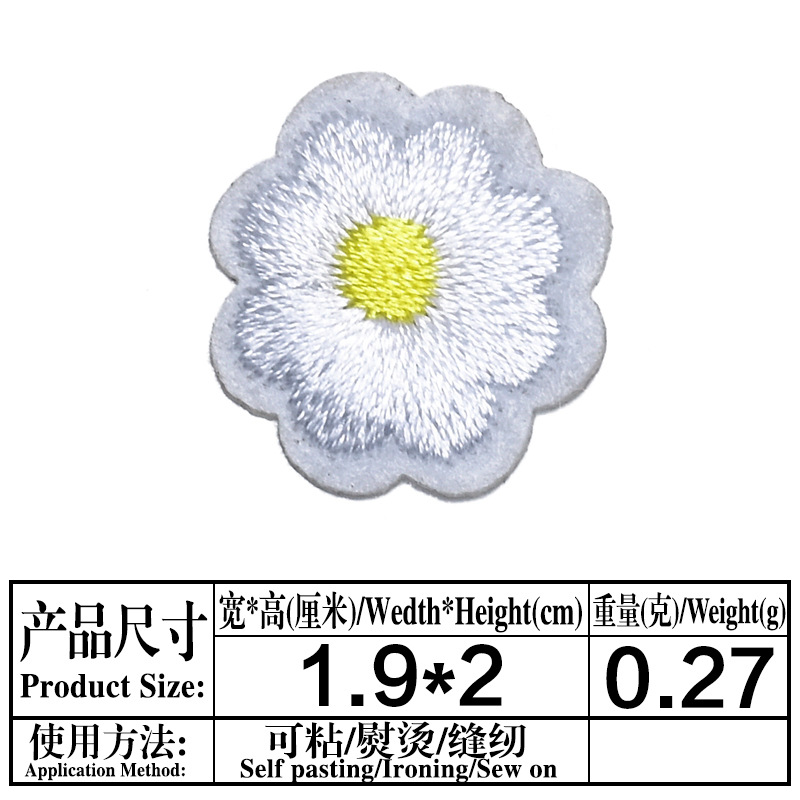 产品尺寸
Product Size:
宽*高(厘米)/Wedth*Height(cm)
重量(克)/Weight(g)
1.9*2
0.27
使用方法:
Application Method:
可粘/熨烫/缝纫
Self pasting/Ironing/Sew on